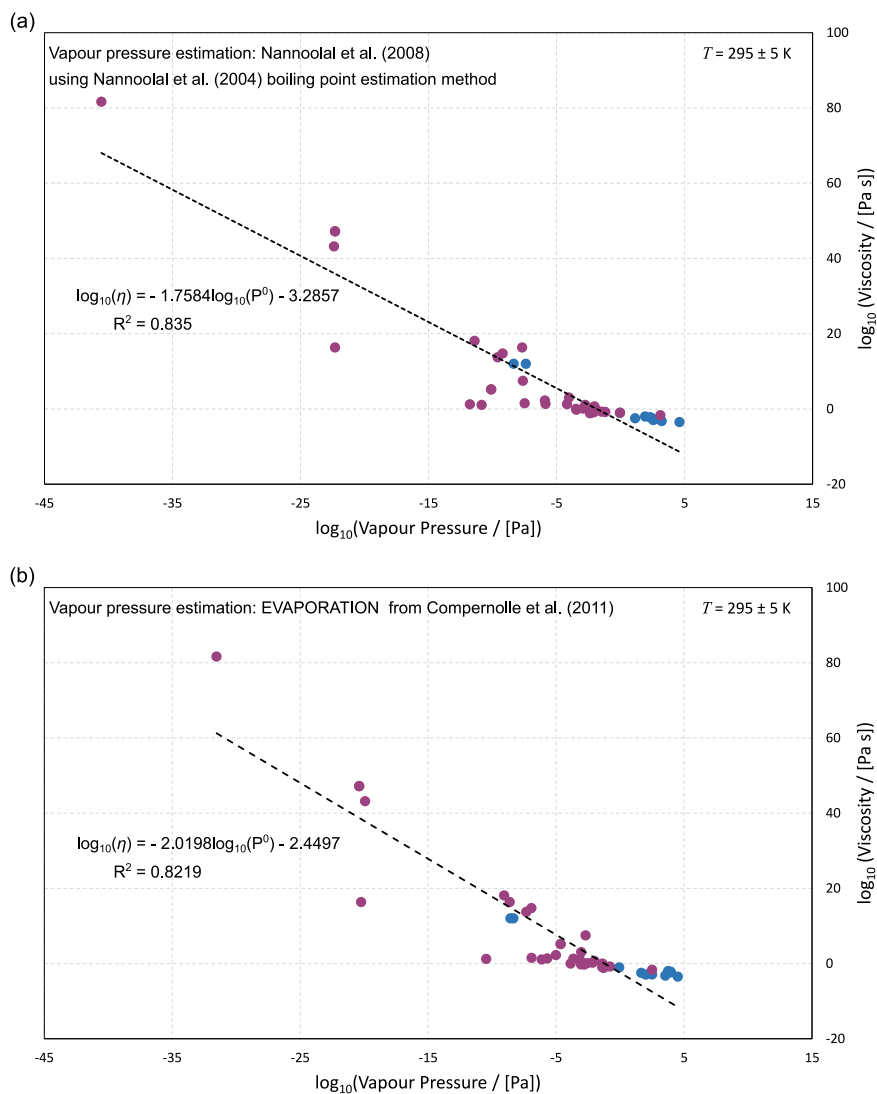 (a)
Vapour pressure estimation: Nannoolal et al. (2008)
using Nannoolal et al. (2004) boiling point estimation method
T = 295 ± 5 K
log₁₀(η) = - 1.7584log₁₀(P⁰) - 3.2857
R² = 0.835
100
80
60
40
20
0
-20
log₁₀(Viscosity / [Pa s])
-45
-35
-25
-15
-5
5
15
log₁₀(Vapour Pressure / [Pa])
(b)
Vapour pressure estimation: EVAPORATION from Compernolle et al. (2011)
T = 295 ± 5 K
log₁₀(η) = - 2.0198log₁₀(P⁰) - 2.4497
R² = 0.8219
100
80
60
40
20
0
-20
log₁₀ (Viscosity / [Pa s])
-45
-35
-25
-15
-5
5
15
log₁₀(Vapour Pressure / [Pa])